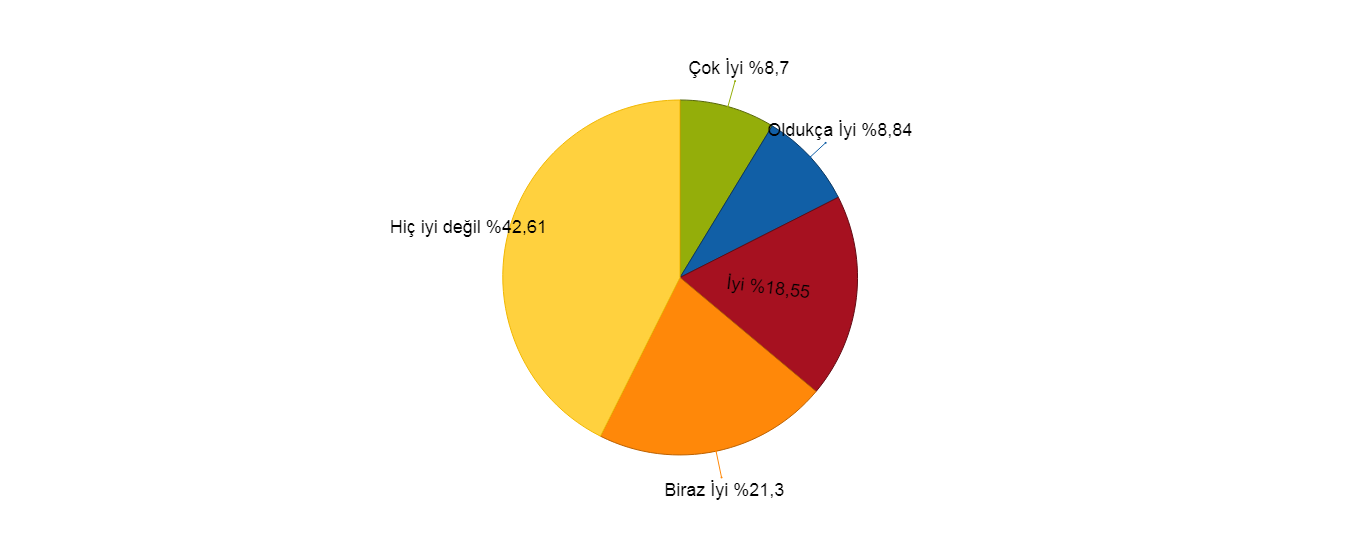 Çok İyi %8,7
Oldukça İyi %8,84
Hiç iyi değil %42,61
İyi %18,55
Biraz İyi %21,3